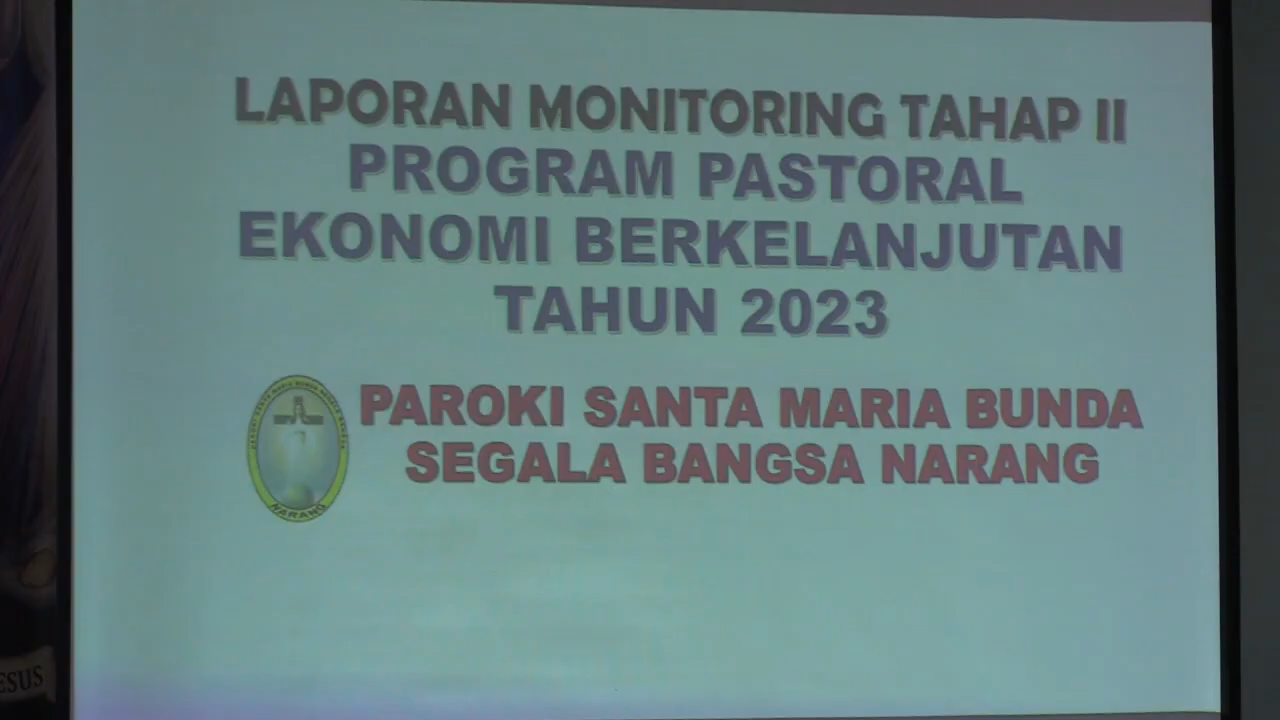 LAPORAN MONITORING TAHAP II
PROGRAM PASTORAL
EKONOMI BERKELANJUTAN
TAHUN 2023
PAROKI SANTA MARIA BUNDA
SEGALA BANGSA NARANG
NARANG
ESUS